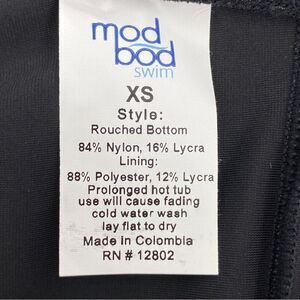 mod
bod
swim
XS
Style:
Rouched Bottom
84% Nylon, 16% Lycra
Lining:
88% Polyester, 12% Lycra
Prolonged hot tub
use will cause fading
cold water wash
lay flat to dry
Made in Colombia
RN # 12802